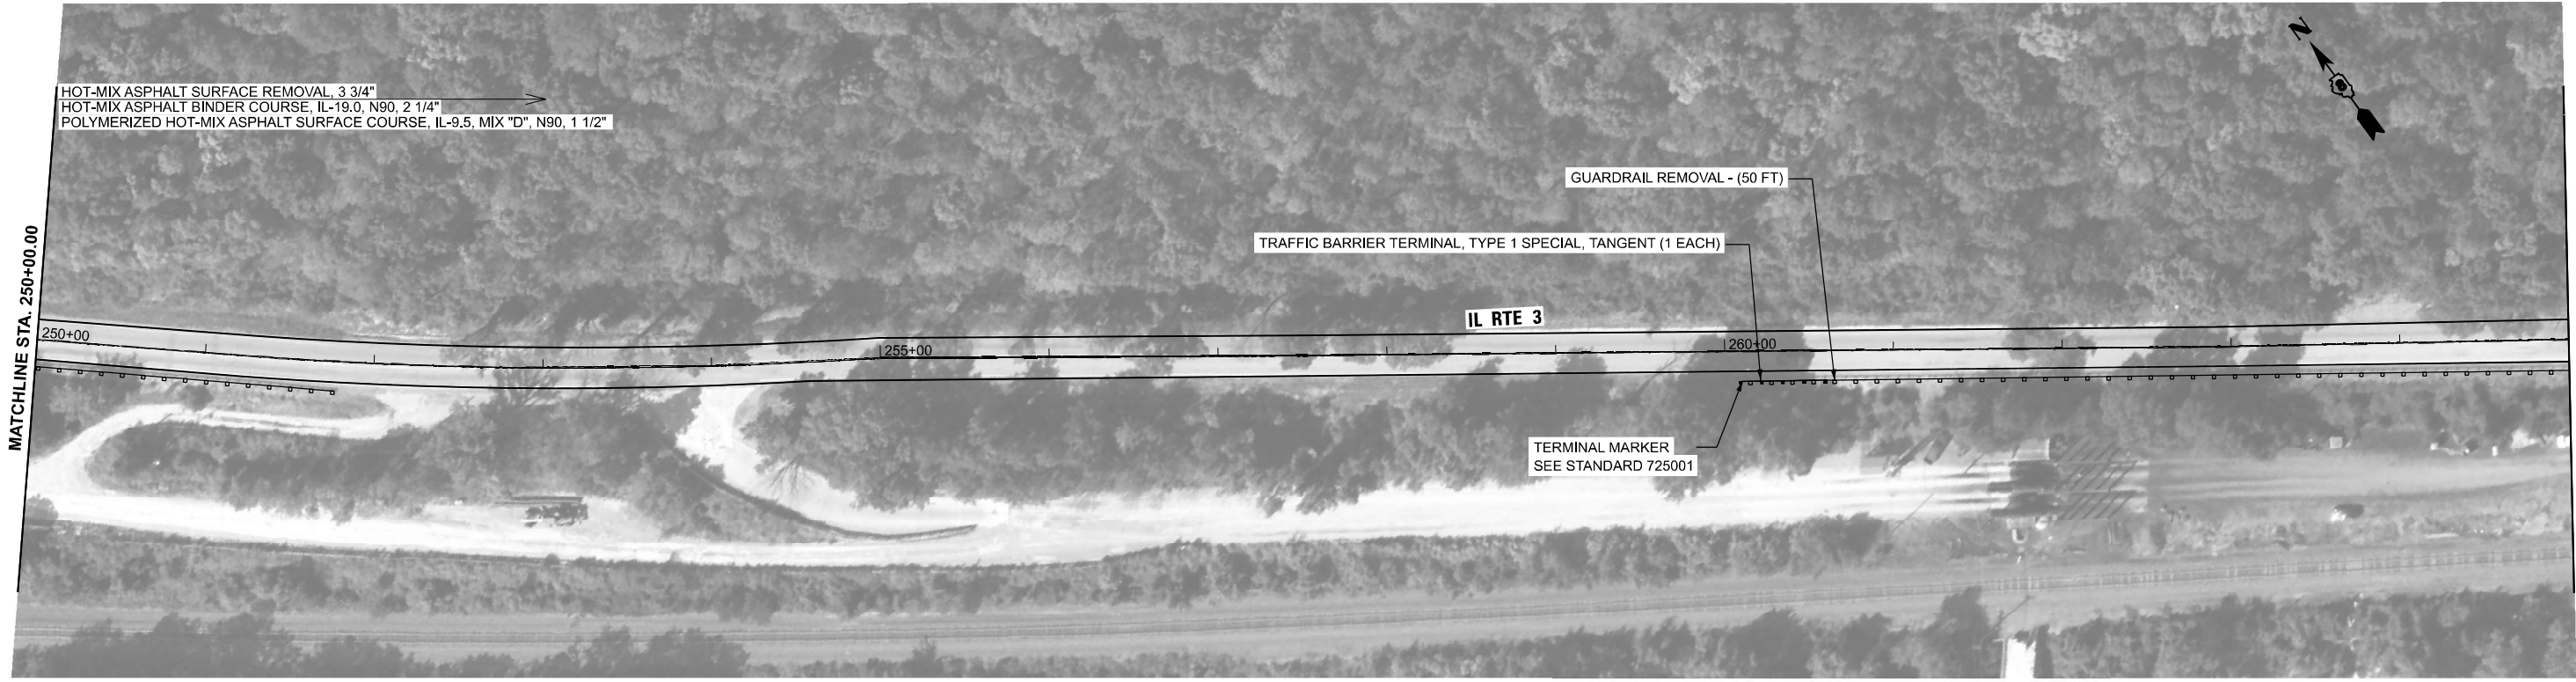 HOT-MIX ASPHALT SURFACE REMOVAL, 3 3/4"
HOT-MIX ASPHALT BINDER COURSE, IL-19.0, N90, 2 1/4"
POLYMERIZED HOT-MIX ASPHALT SURFACE COURSE, IL-9.5, MIX "D", N90, 1 1/2"
N
GUARDRAIL REMOVAL - (50 FT)
TRAFFIC BARRIER TERMINAL, TYPE 1 SPECIAL, TANGENT (1 EACH)
MATCHLINE STA. 250+00.00
IL RTE 3
250+00
255+00
260+00
TERMINAL MARKER
SEE STANDARD 725001